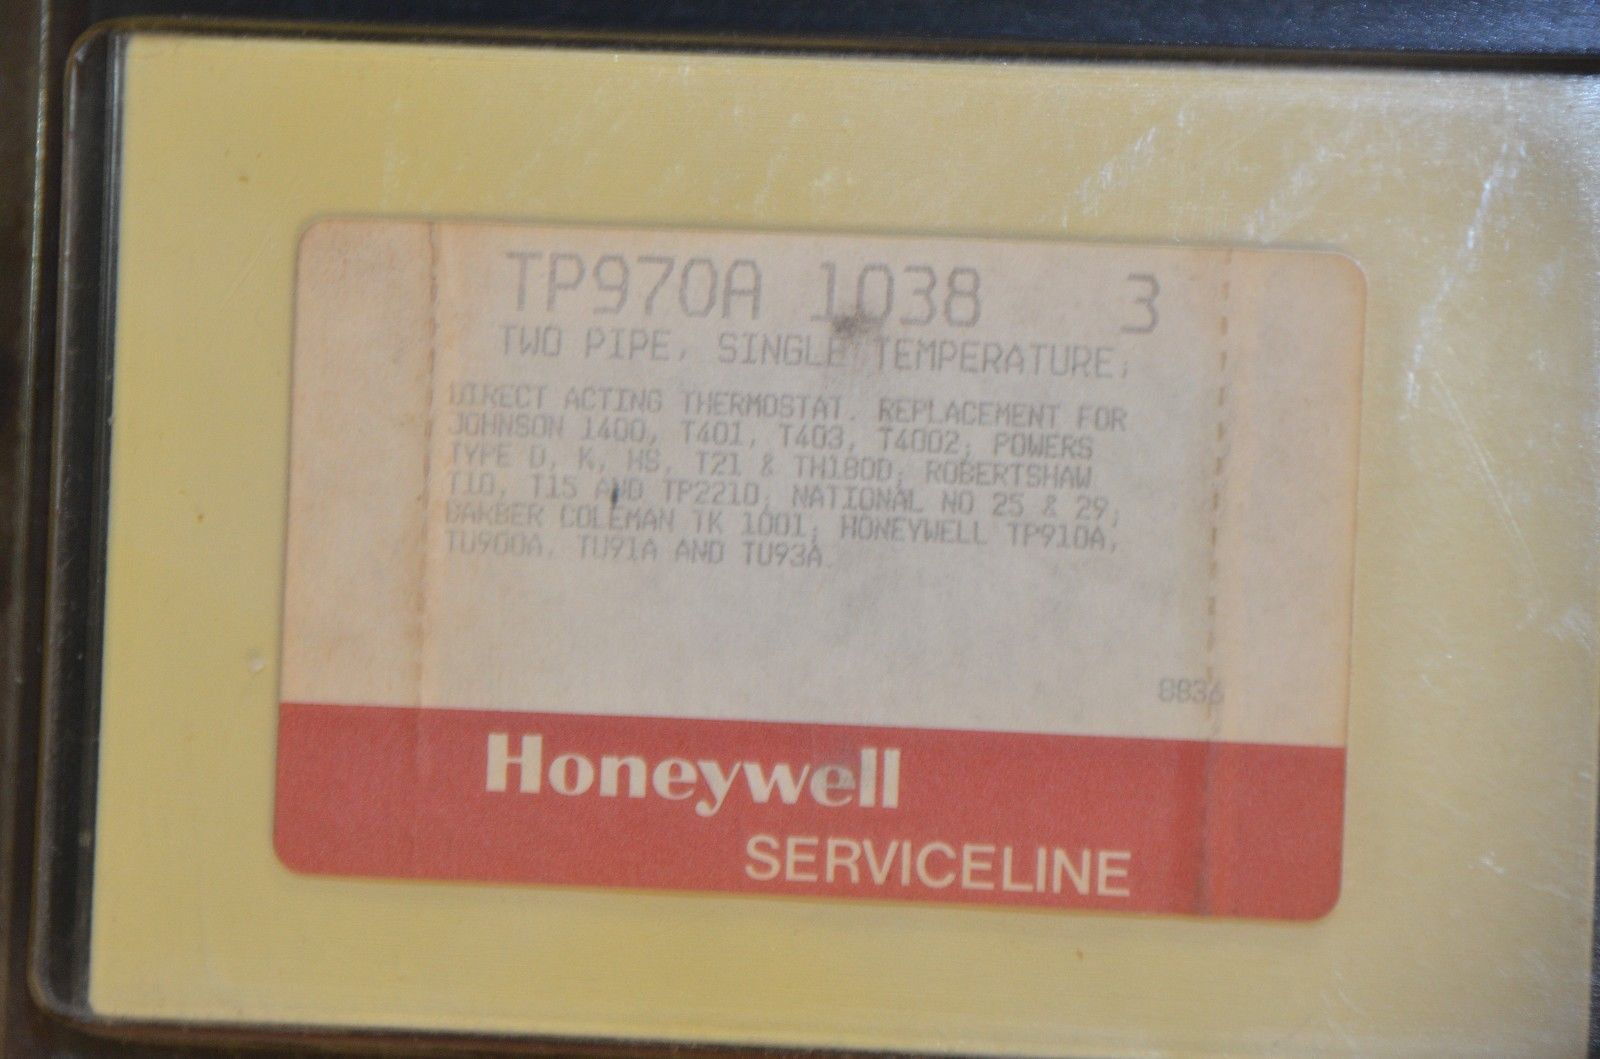 TP970A 1038 3
TWO PIPE, SINGLE TEMPERATURE,
DIRECT ACTING THERMOSTAT. REPLACEMENT FOR
JOHNSON 1400, T401, T403, T4002; POWERS
TYPE D, K, HS, T21 & TH180D; ROBERTSHAW
T10, T15 AND TP2210; NATIONAL NO 25 & 29;
BARBER COLEMAN TK 1001; HONEYWELL TP910A,
TU900A, TU91A AND TU93A.
8836
Honeywell
SERVICELINE